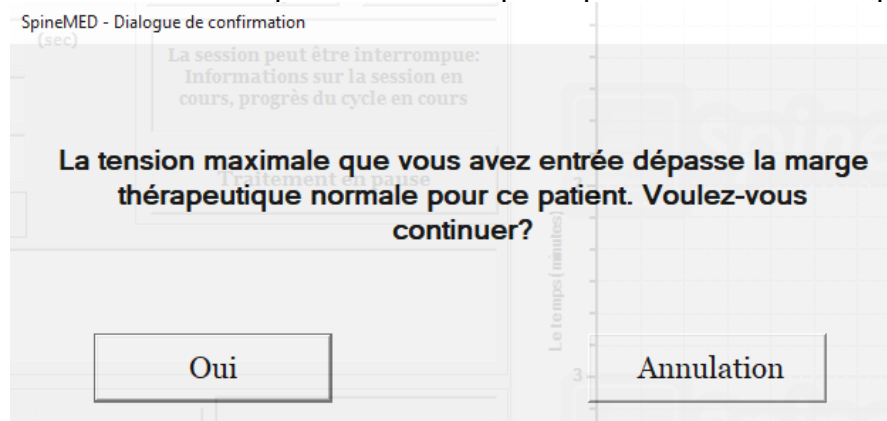 SpineMED - Dialogue de confirmation
(sec)
La session peut être interrompue:
Informations sur la session en
cours, progrès du cycle en cours
La tension maximale que vous avez entrée dépasse la marge
Traitement en pause
thérapeutique normale pour ce patient. Voulez-vous
continuer?
Le temps (minutes)
Oui
Annulation
3